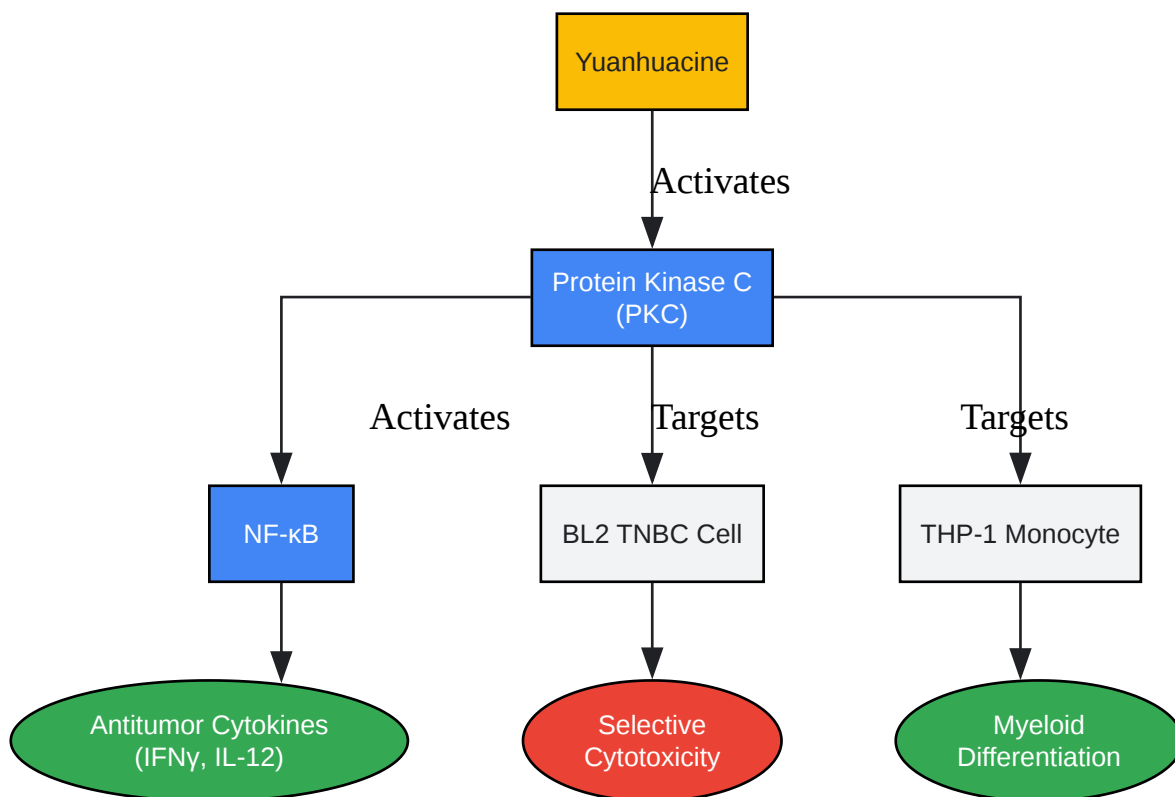 Yuanhuacine
Activates
Protein Kinase C
(PKC)
Activates
Targets
Targets
NF-κB
BL2 TNBC Cell
THP-1 Monocyte
Antitumor Cytokines
(IFNγ, IL-12)
Selective
Cytotoxicity
Myeloid
Differentiation